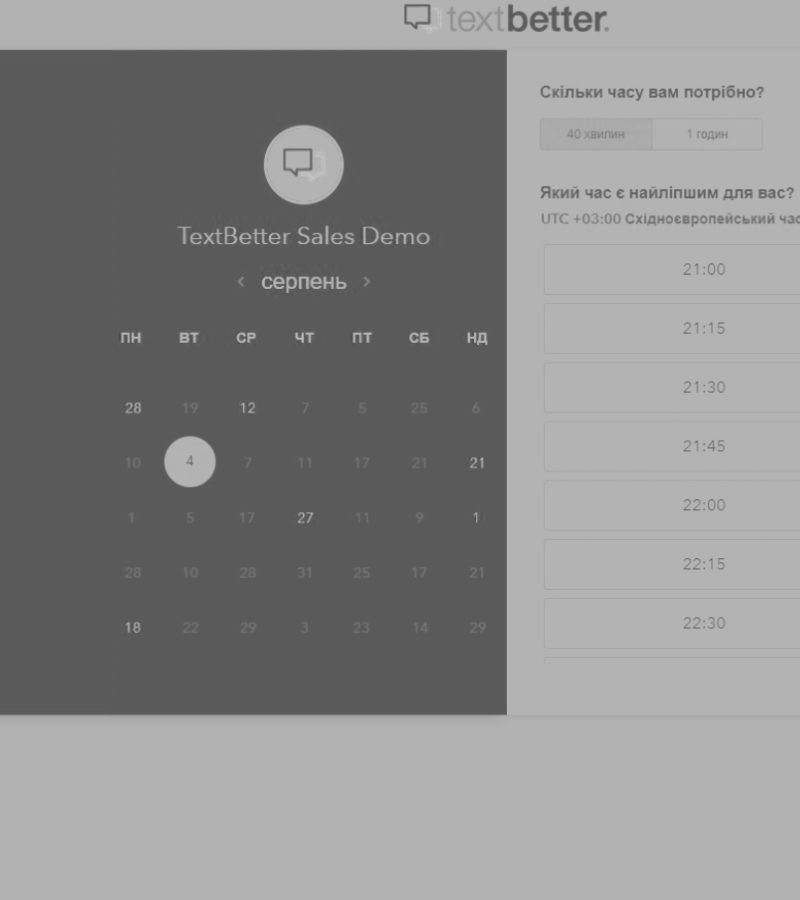 textbetter.
TextBetter Sales Demo
< серпень >
ПН ВТ СР ЧТ ПТ СБ НД
28 19 12 7 5 25 6
10 4 7 11 17 21 21
1 5 17 27 11 9 1
28 10 28 31 25 17 21
18 22 29 3 23 14 29
Скільки часу вам потрібно?
40 хвилин 1 годин
Який час є найліпшим для вас?
UTC +03:00 Східноєвропейський час
21:00
21:15
21:30
21:45
22:00
22:15
22:30